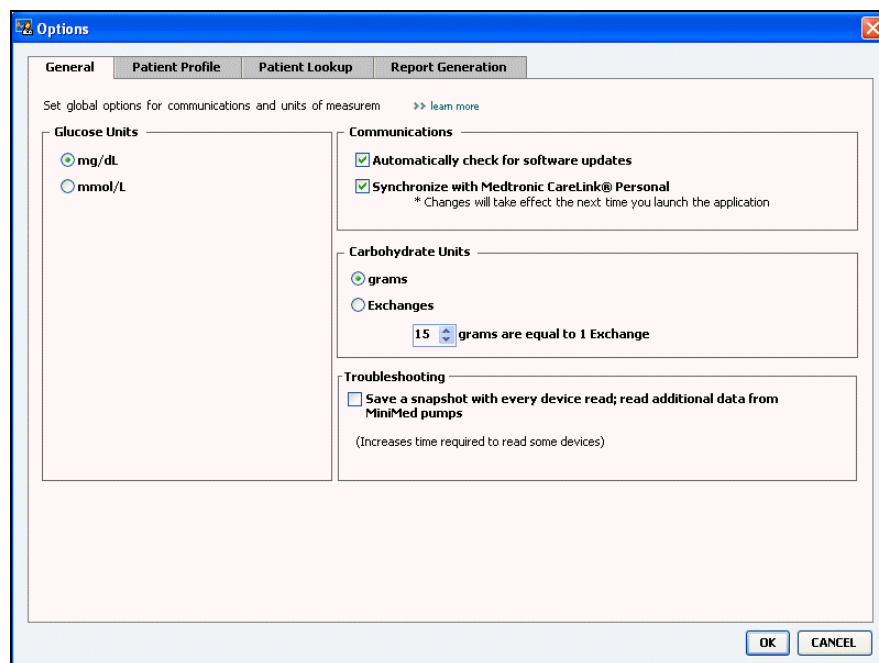 Options
General
Patient Profile
Patient Lookup
Report Generation
Set global options for communications and units of measurem
>> learn more
Glucose Units
mg/dL
mmol/L
Communications
Automatically check for software updates
Synchronize with Medtronic CareLink® Personal
* Changes will take effect the next time you launch the application
Carbohydrate Units
grams
Exchanges
15 grams are equal to 1 Exchange
Troubleshooting
Save a snapshot with every device read; read additional data from
MiniMed pumps
(Increases time required to read some devices)
OK
CANCEL